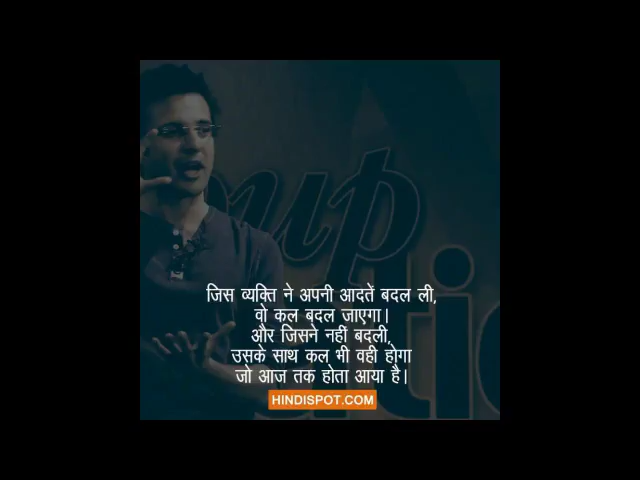 जिस व्यक्ति ने अपनी आदतें बदल ली,
वो कल बदल जाएगा।
और जिसने नहीं बदली,
उसके साथ कल भी वही होगा
जो आज तक होता आया है।
HINDISPOT.COM